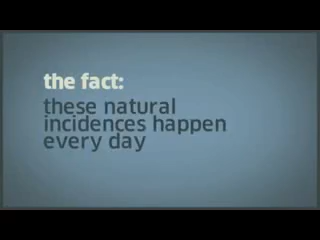 the fact:
these natural
incidences happen
every day